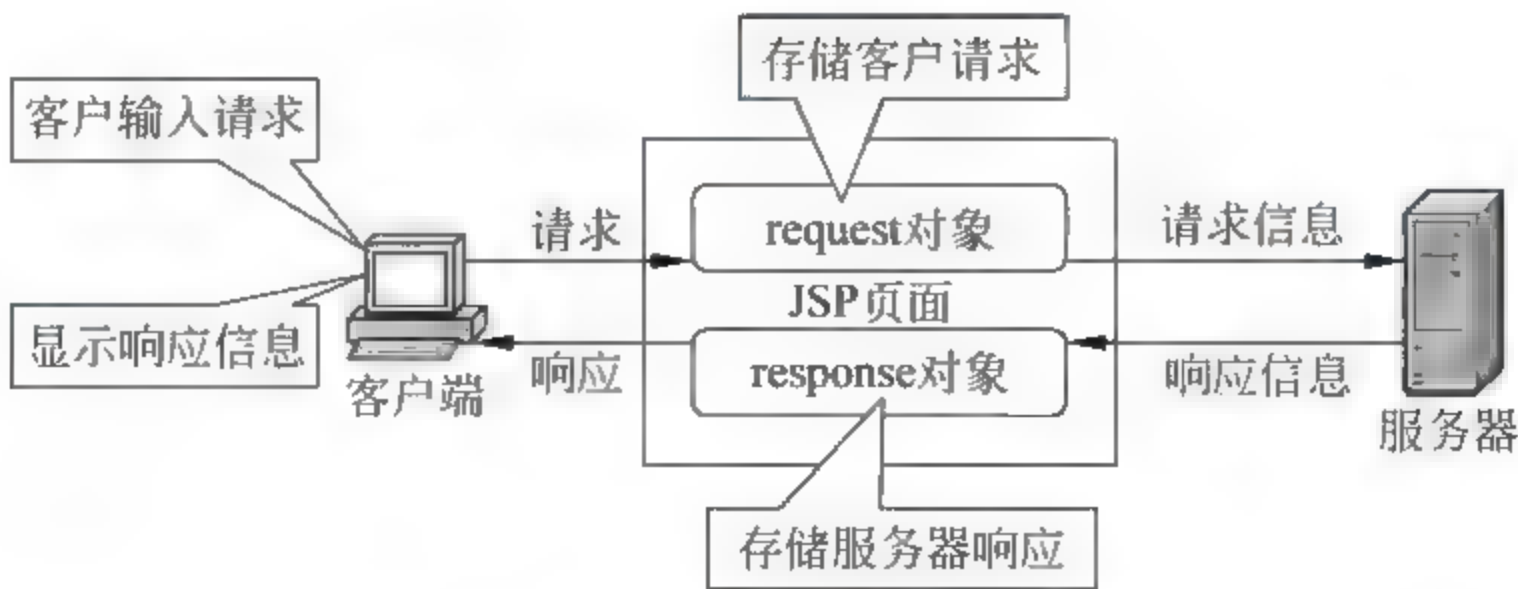 存储客户请求
客户输入请求
请求
request对象
请求信息
JSP页面
显示响应信息
响应
response对象
响应信息
客户端
服务器
存储服务器响应